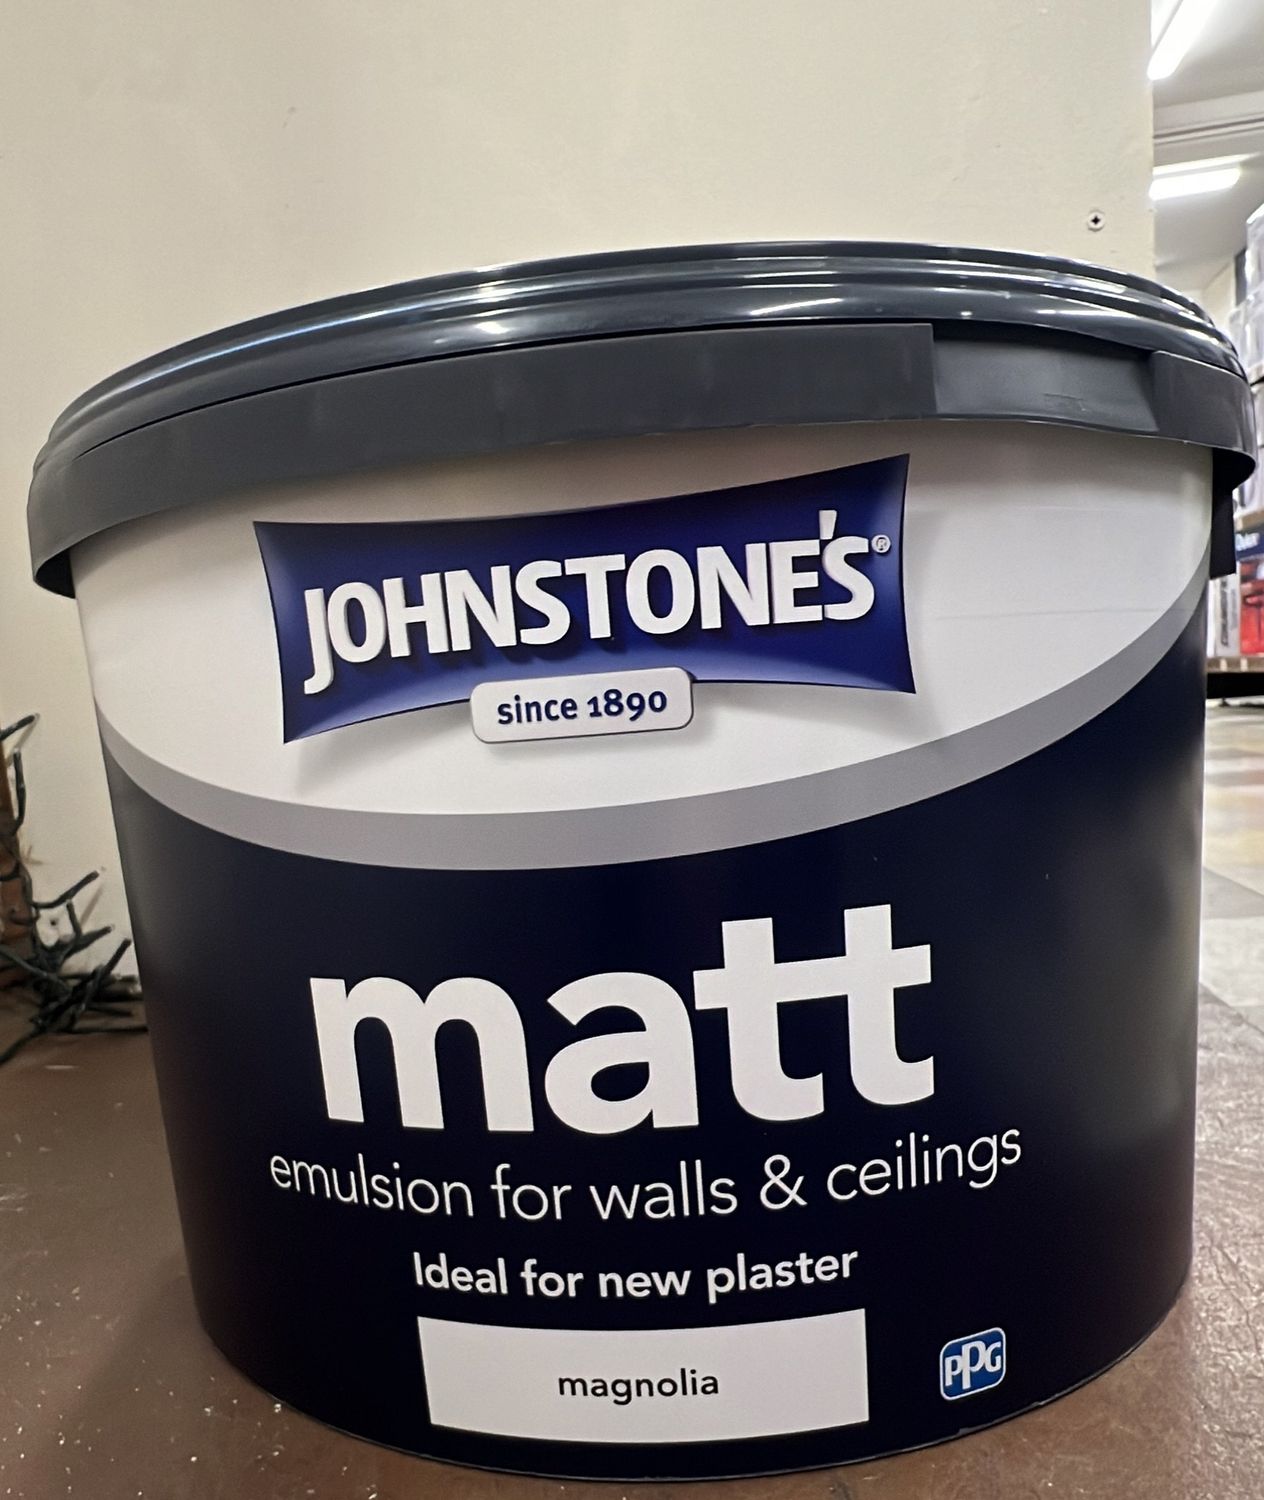 JOHNSTONE'S®
since 1890
matt
emulsion for walls & ceilings
Ideal for new plaster
magnolia
PPG